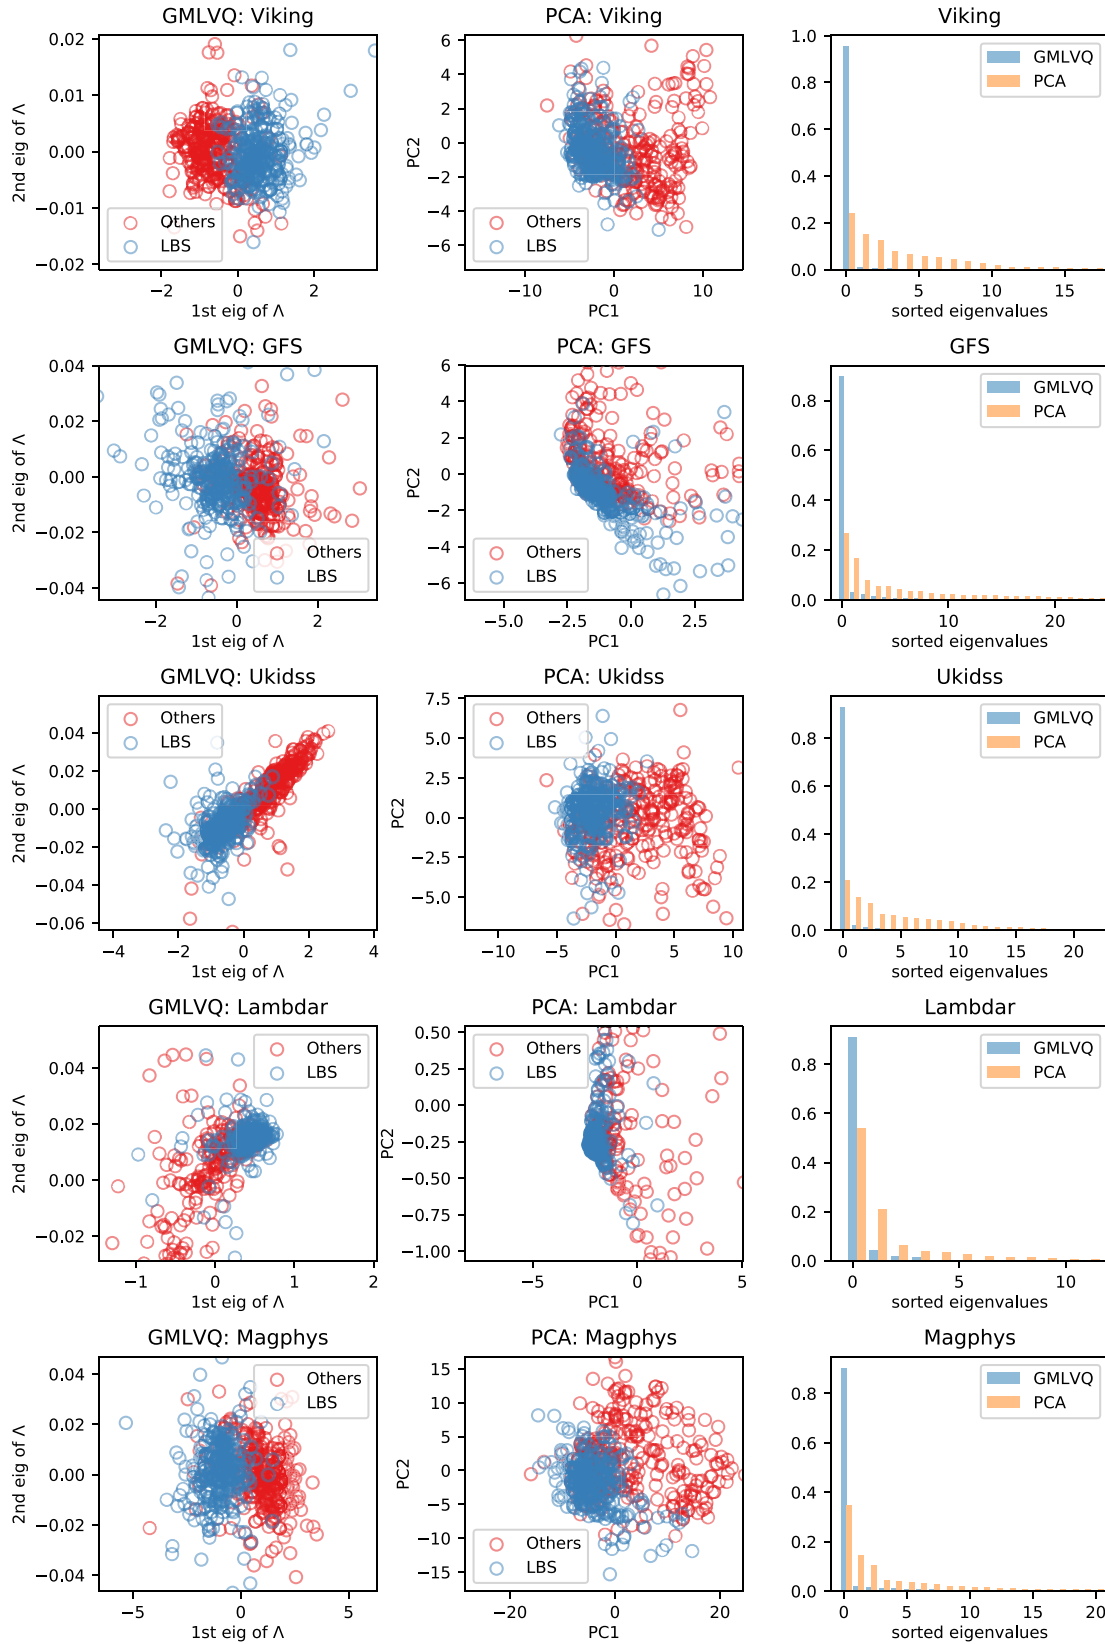 GMLVQ: Viking
PCA: Viking
Viking
0.02
0.01
0.00
−0.01
−0.02
2nd eig of Λ
Others
LBS
−2
0
2
1st eig of Λ
6
4
2
0
−2
−4
−6
PC2
Others
LBS
−10
0
10
PC1
1.0
0.8
0.6
0.4
0.2
0.0
GMLVQ
PCA
0
5
10
15
sorted eigenvalues
GMLVQ: GFS
PCA: GFS
GFS
0.04
0.02
0.00
−0.02
−0.04
2nd eig of Λ
Others
LBS
−2
0
2
1st eig of Λ
6
4
2
0
−2
−4
−6
PC2
Others
LBS
−5.0
−2.5
0.0
2.5
PC1
0.8
0.6
0.4
0.2
0.0
GMLVQ
PCA
0
10
20
sorted eigenvalues
GMLVQ: Ukidss
PCA: Ukidss
Ukidss
0.04
0.02
0.00
−0.02
−0.04
−0.06
2nd eig of Λ
Others
LBS
−4
−2
0
2
4
1st eig of Λ
7.5
5.0
2.5
0.0
−2.5
−5.0
PC2
Others
LBS
−10
−5
0
5
10
PC1
0.8
0.6
0.4
0.2
0.0
GMLVQ
PCA
0
5
10
15
20
sorted eigenvalues
GMLVQ: Lambdar
PCA: Lambdar
Lambdar
0.04
0.02
0.00
−0.02
2nd eig of Λ
Others
LBS
−1
0
1
2
1st eig of Λ
0.50
0.25
0.00
−0.25
−0.50
−0.75
−1.00
PC2
Others
LBS
−5
0
5
PC1
0.8
0.6
0.4
0.2
0.0
GMLVQ
PCA
0
5
10
sorted eigenvalues
GMLVQ: Magphys
PCA: Magphys
Magphys
0.04
0.02
0.00
−0.02
−0.04
2nd eig of Λ
Others
LBS
−5
0
5
1st eig of Λ
15
10
5
0
−5
−10
−15
PC2
Others
LBS
−20
0
20
PC1
0.8
0.6
0.4
0.2
0.0
GMLVQ
PCA
0
5
10
15
20
sorted eigenvalues